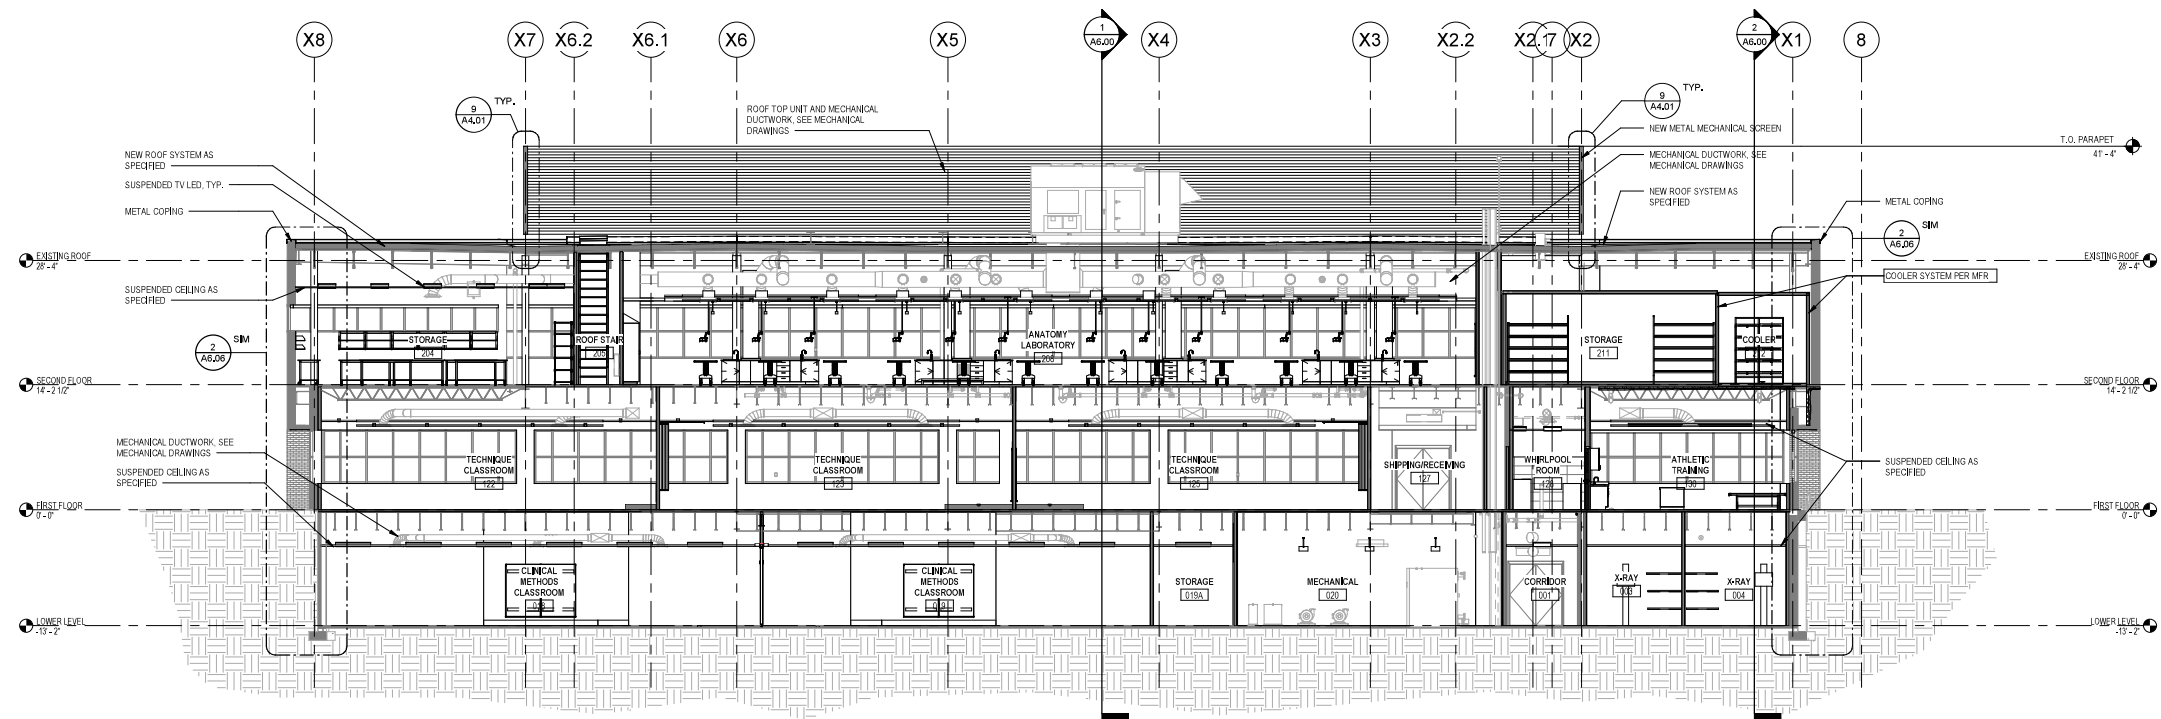 X8
X7
X6.2
X6.1
X6
X5
1
A6.00
X4
X3
X2.2
X2.1
7
X2
2
A6.00
X1
8
9
A4.01
TYP.
ROOF TOP UNIT AND MECHANICAL
DUCTWORK, SEE MECHANICAL
DRAWINGS
9
A4.01
TYP.
NEW METAL MECHANICAL SCREEN
T.O. PARAPET
41' - 4"
NEW ROOF SYSTEM AS
SPECIFIED
SUSPENDED TV LED, TYP.
METAL COPING
MECHANICAL DUCTWORK, SEE
MECHANICAL DRAWINGS
NEW ROOF SYSTEM AS
SPECIFIED
METAL COPING
2
A6.06
SIM
EXISTING ROOF
28' - 4"
EXISTING ROOF
28' - 4"
COOLER SYSTEM PER MFR
SUSPENDED CEILING AS
SPECIFIED
2
A6.06
SIM
STORAGE
204
ROOF STAIR
205
ANATOMY
LABORATORY
STORAGE
211
COOLER
212
SECOND FLOOR
14' - 2 1/2"
SECOND FLOOR
14' - 2 1/2"
MECHANICAL DUCTWORK, SEE
MECHANICAL DRAWINGS
SUSPENDED CEILING AS
SPECIFIED
TECHNIQUE
CLASSROOM
122
TECHNIQUE
CLASSROOM
TECHNIQUE
CLASSROOM
125
SHIPPING/RECEIVING
127
WHIRLPOOL
ROOM
ATHLETIC
TRAINING
130
SUSPENDED CEILING AS
SPECIFIED
FIRST FLOOR
0' - 0"
FIRST FLOOR
0' - 0"
CLINICAL
METHODS
CLASSROOM
018
CLINICAL
METHODS
CLASSROOM
019
STORAGE
019A
MECHANICAL
020
CORRIDOR
001
X-RAY
003
X-RAY
004
LOWER LEVEL
-13' - 2"
LOWER LEVEL
-13' - 2"